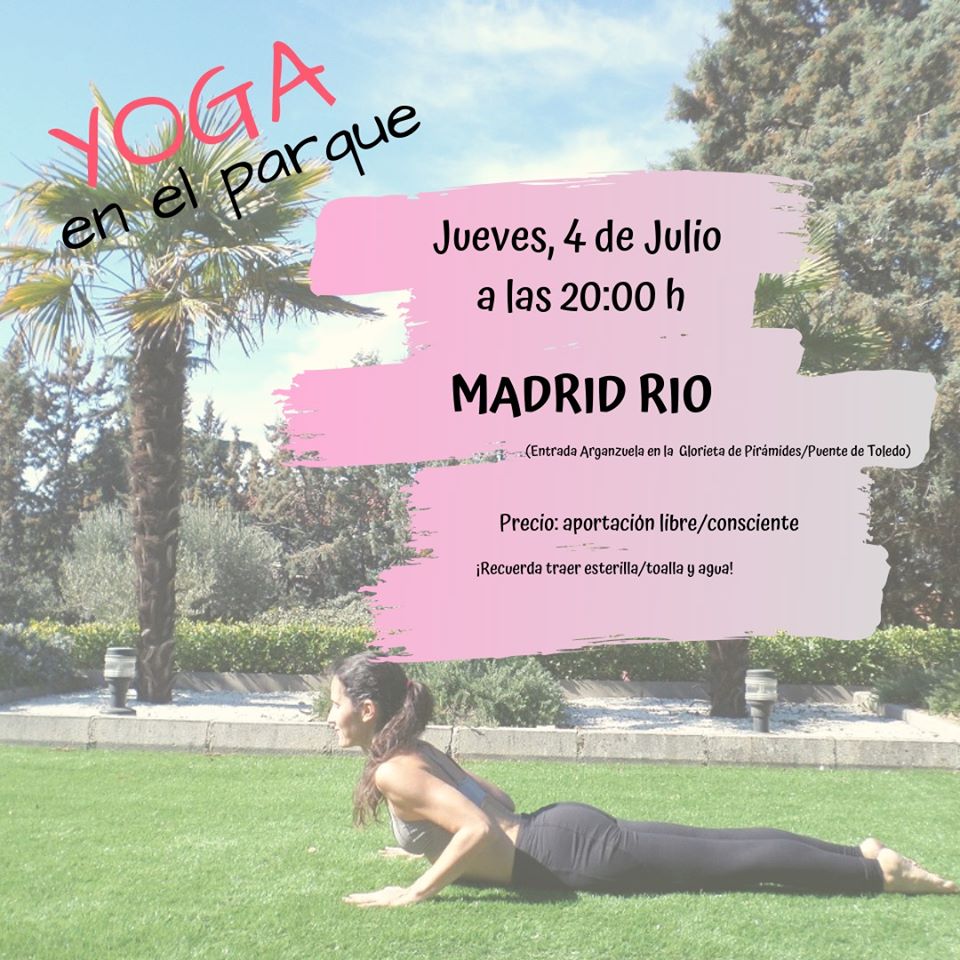 YOGA
en el parque
Jueves, 4 de Julio
a las 20:00 h
MADRID RIO
(Entrada Arganzuela en la Glorieta de Pirámides/Puente de Toledo)
Precio: aportación libre/consciente
¡Recuerda traer esterilla/toalla y agua!